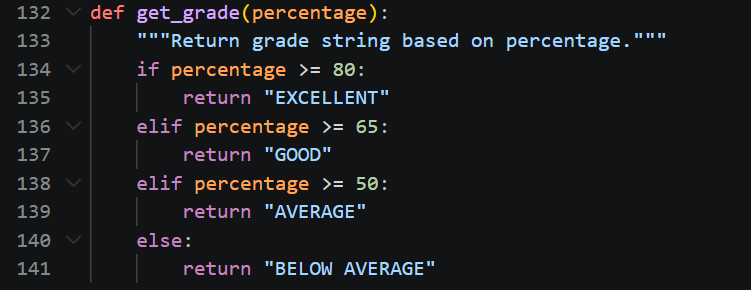 132 def get_grade(percentage):
133     """Return grade string based on percentage."""
134     if percentage >= 80:
135         return "EXCELLENT"
136     elif percentage >= 65:
137         return "GOOD"
138     elif percentage >= 50:
139         return "AVERAGE"
140     else:
141         return "BELOW AVERAGE"